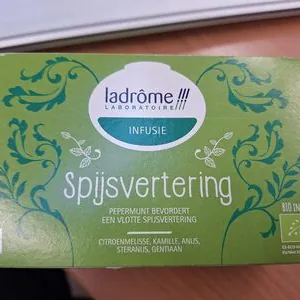 ladrôme
LABORATOIRE
INFUSIE
Spijsvertering
PEPERMUNT BEVORDERT
EEN VLOTTE SPIJSVERTERING
CITROENMELISSE, KAMILLE, ANIJS,
STERANIJS, GENTIAAN